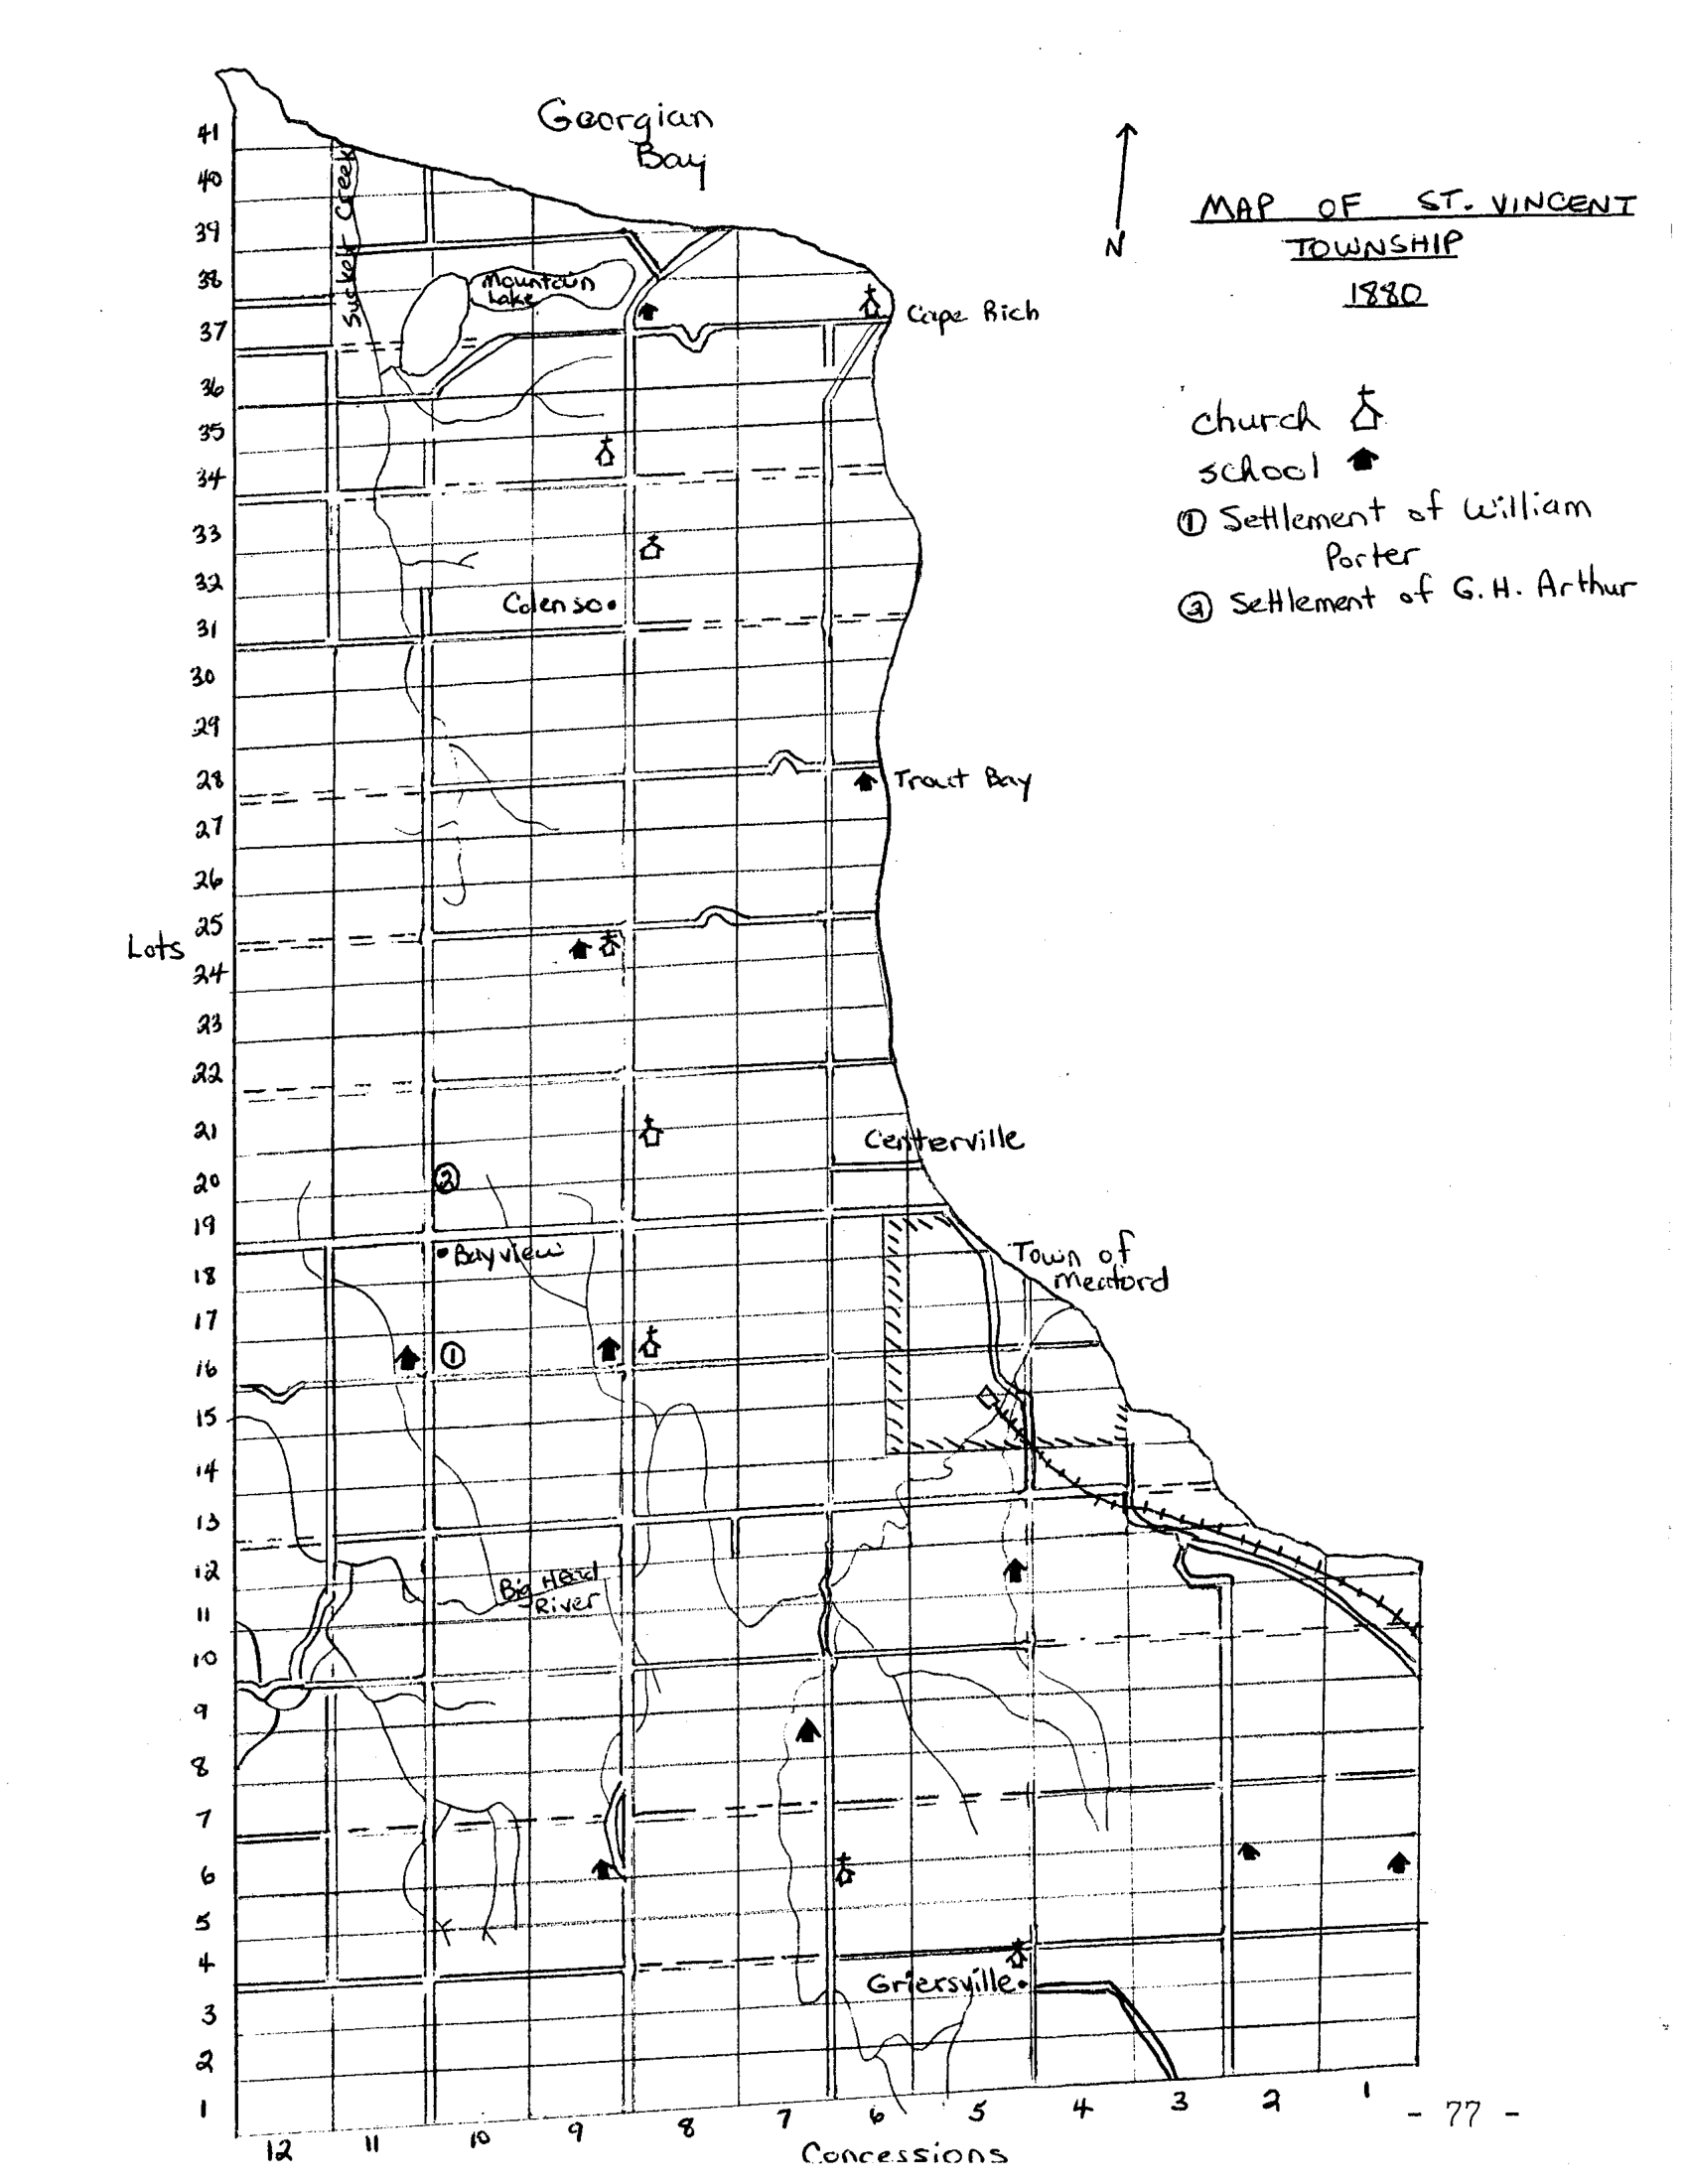 Georgian
Bay
N
MAP OF ST. VINCENT
TOWNSHIP
1880
church
school
① Settlement of William
Porter
② Settlement of G.H. Arthur
41
40
39
38
37
36
35
34
33
32
31
30
29
28
27
26
25
Lots
24
23
22
21
20
19
18
17
16
15
14
13
12
11
10
9
8
7
6
5
4
3
2
1
Sucker Creek
Mountain
Lake
Cape Rich
Colenso
Trout Bay
Centerville
②
Bayview
Town of
Meaford
①
Big Head
River
Griersville
12 11 10 9 8 7 6 5 4 3 2 1
Concessions
- 77 -